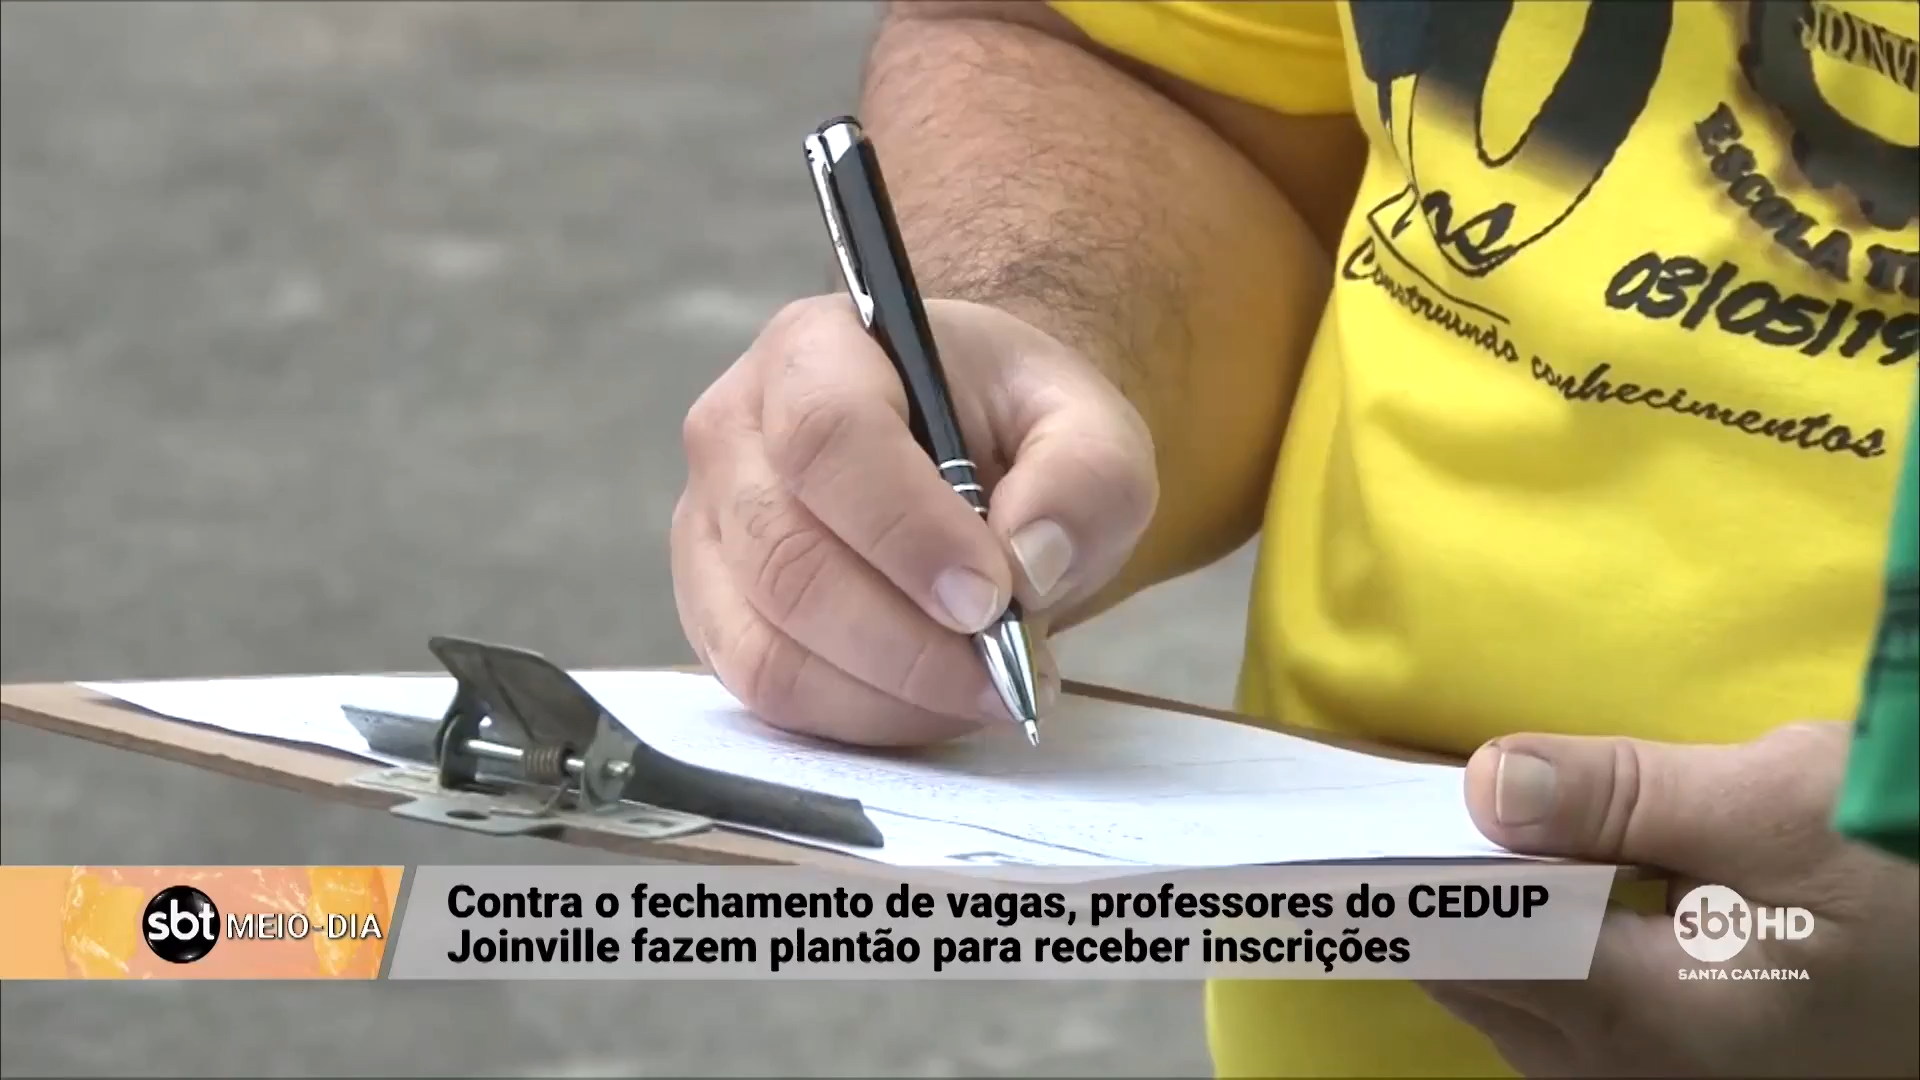 JOINV
ESCOLA T
03/05/19
Construindo conhecimentos
sbt MEIO-DIA
Contra o fechamento de vagas, professores do CEDUP
Joinville fazem plantão para receber inscrições
sbt HD
SANTA CATARINA